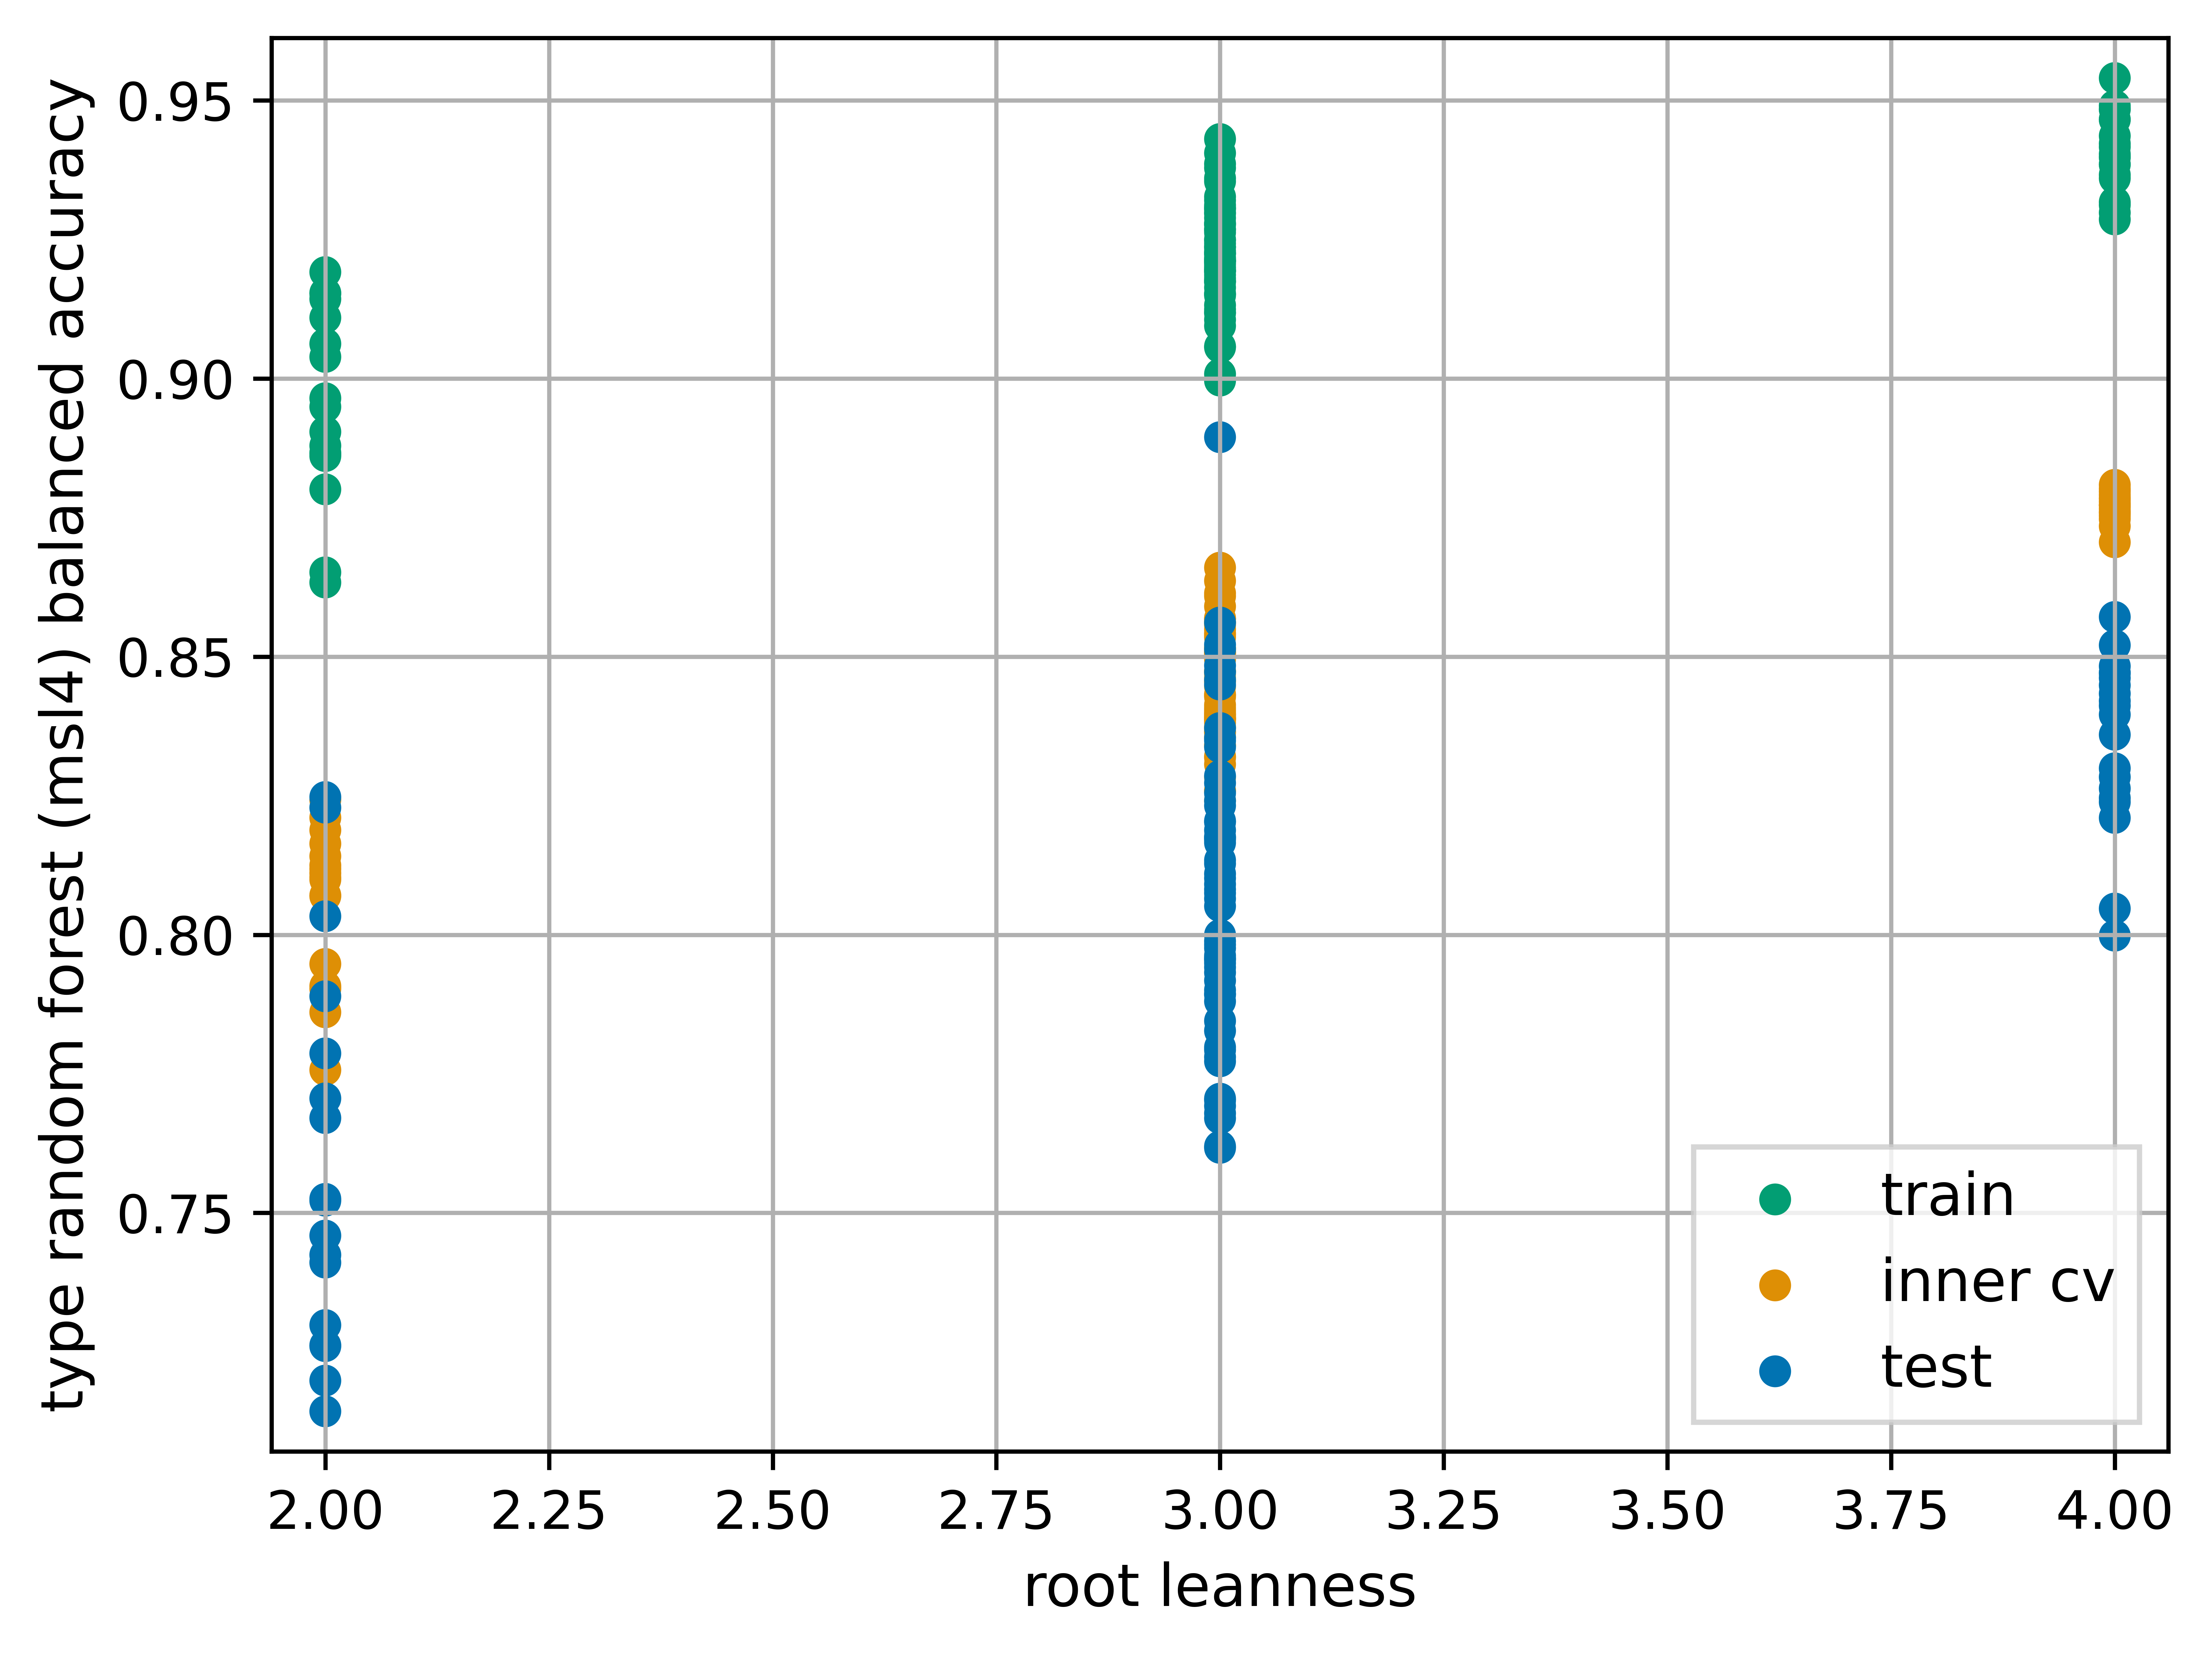 type random forest (msl4) balanced accuracy
0.95
0.90
0.85
0.80
0.75
train
inner cv
test
2.00 2.25 2.50 2.75 3.00 3.25 3.50 3.75 4.00
root leanness